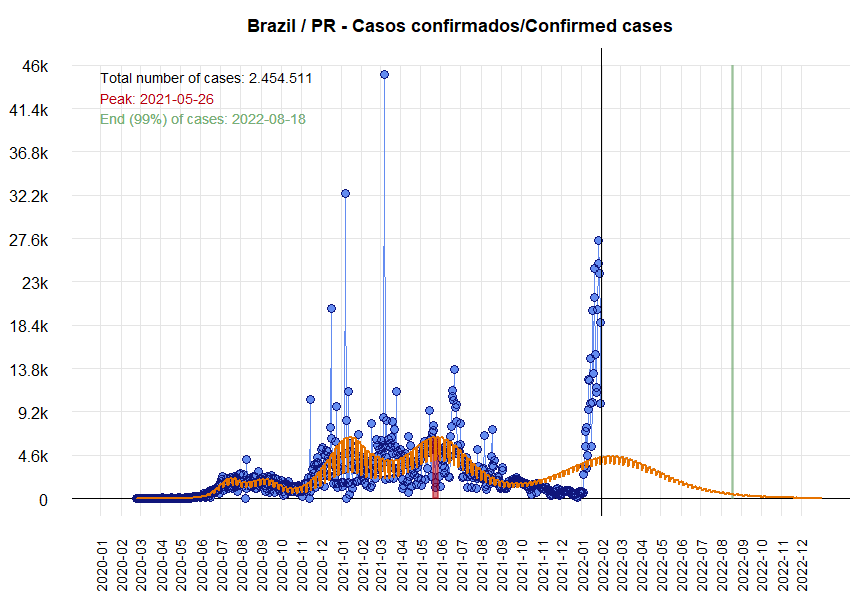 Brazil / PR - Casos confirmados/Confirmed cases
46k
41.4k
36.8k
32.2k
27.6k
23k
18.4k
13.8k
9.2k
4.6k
0
Total number of cases: 2.454.511
Peak: 2021-05-26
End (99%) of cases: 2022-08-18
2020-01
2020-02
2020-03
2020-04
2020-05
2020-06
2020-07
2020-08
2020-09
2020-10
2020-11
2020-12
2021-01
2021-02
2021-03
2021-04
2021-05
2021-06
2021-07
2021-08
2021-09
2021-10
2021-11
2021-12
2022-01
2022-02
2022-03
2022-04
2022-05
2022-06
2022-07
2022-08
2022-09
2022-10
2022-11
2022-12